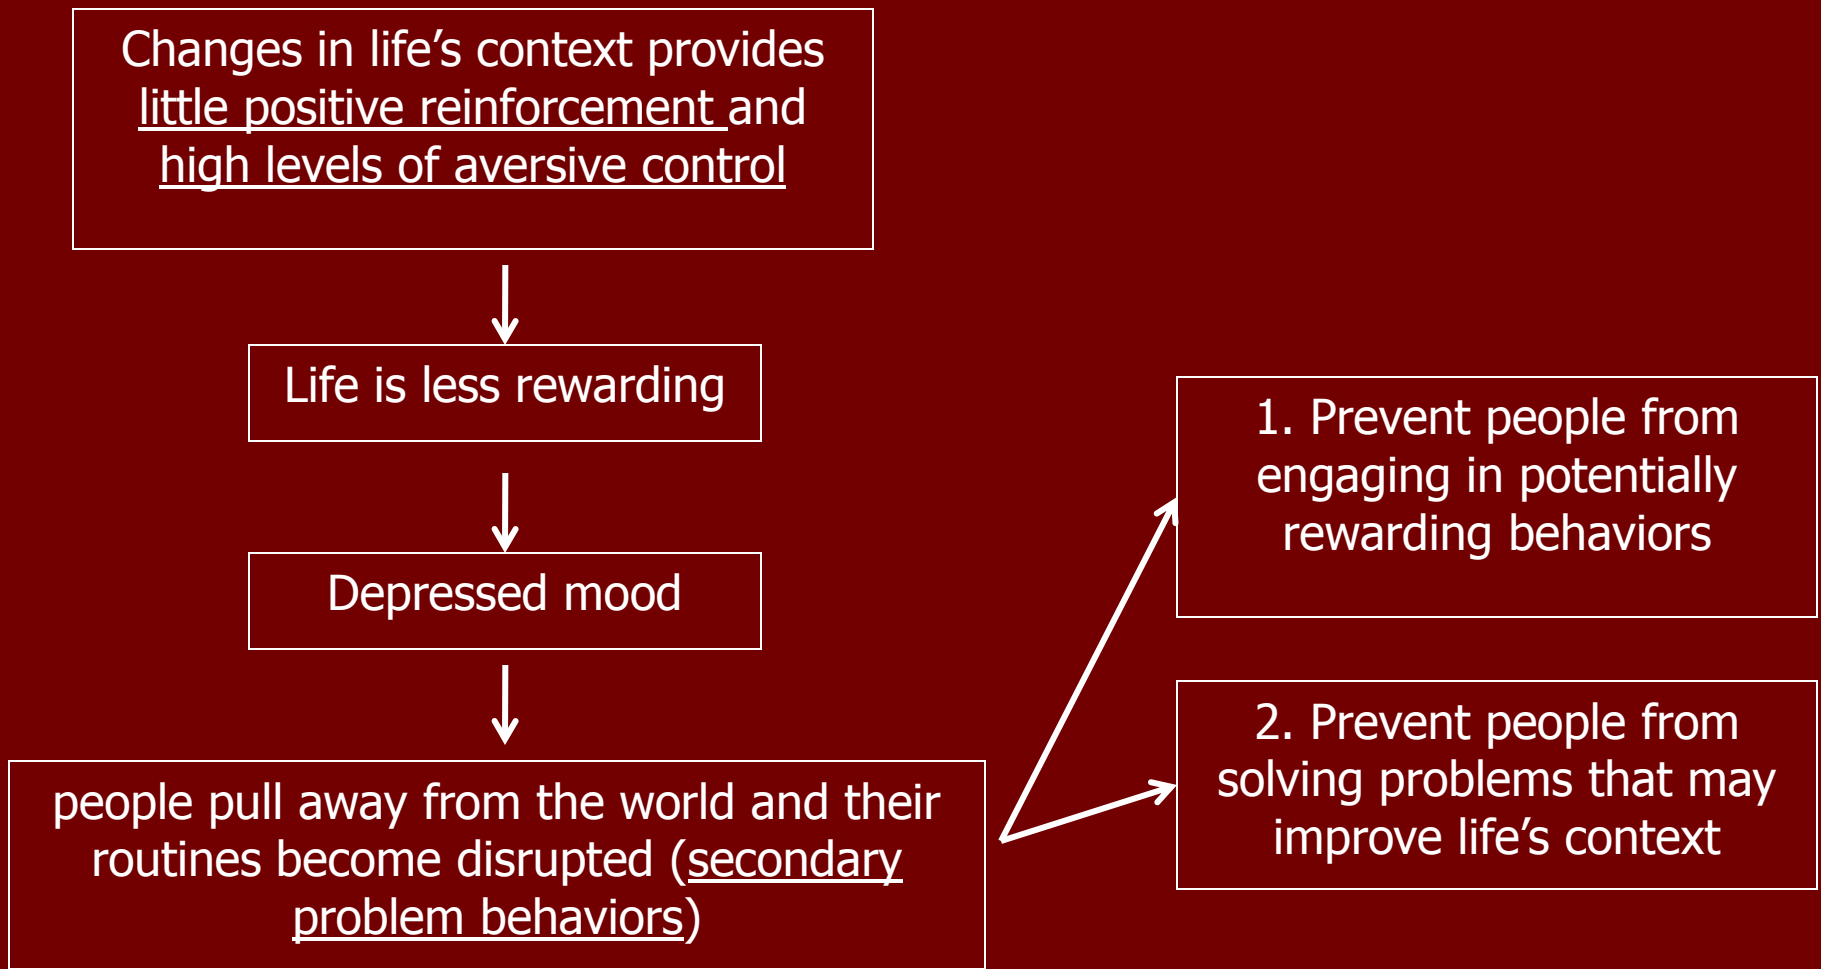 Changes in life’s context provides
little positive reinforcement and
high levels of aversive control
Life is less rewarding
Depressed mood
people pull away from the world and their
routines become disrupted (secondary
problem behaviors)
1. Prevent people from
engaging in potentially
rewarding behaviors
2. Prevent people from
solving problems that may
improve life’s context